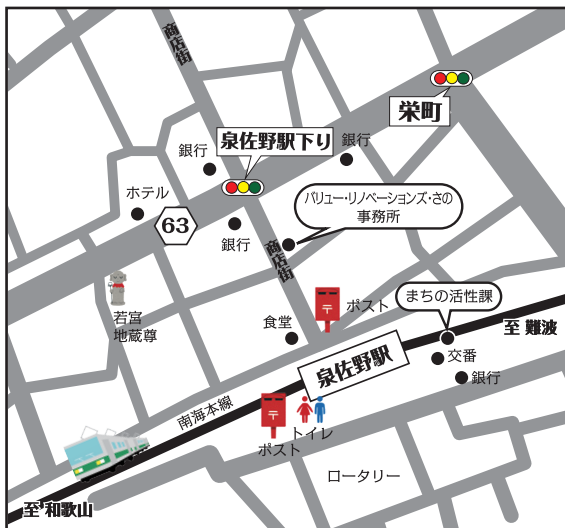 商店街
栄町
泉佐野駅下り
銀行
銀行
ホテル
63
銀行
バリュー・リノベーションズ・さの
事務所
商店街
若宮
地蔵尊
ポスト
まちの活性課
食堂
至 難波
泉佐野駅
交番
銀行
南海本線
トイレ
ポスト
ロータリー
至 和歌山